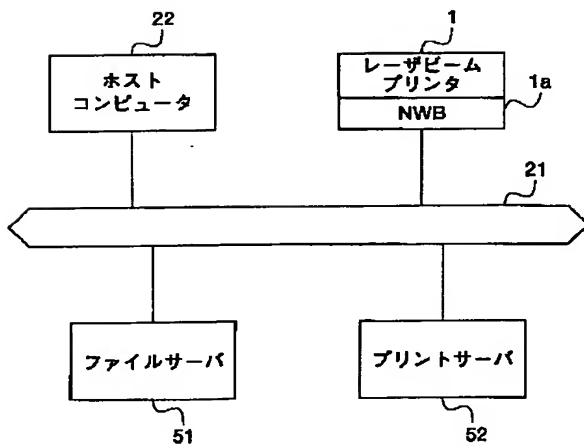 22
ホスト
コンピュータ
1
レーザビーム
プリンタ
NWB
1a
21
ファイルサーバ
51
プリントサーバ
52